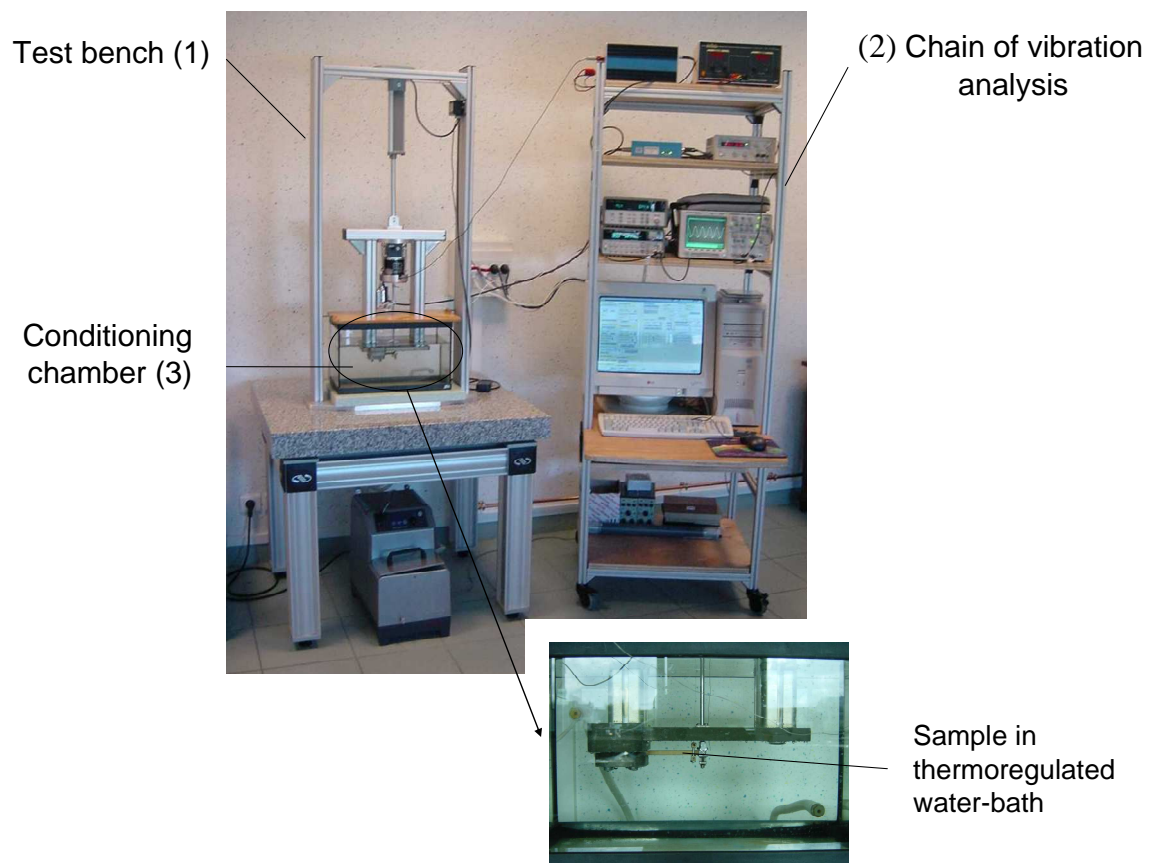 Test bench (1)
(2) Chain of vibration
analysis
Conditioning
chamber (3)
Sample in
thermoregulated
water-bath